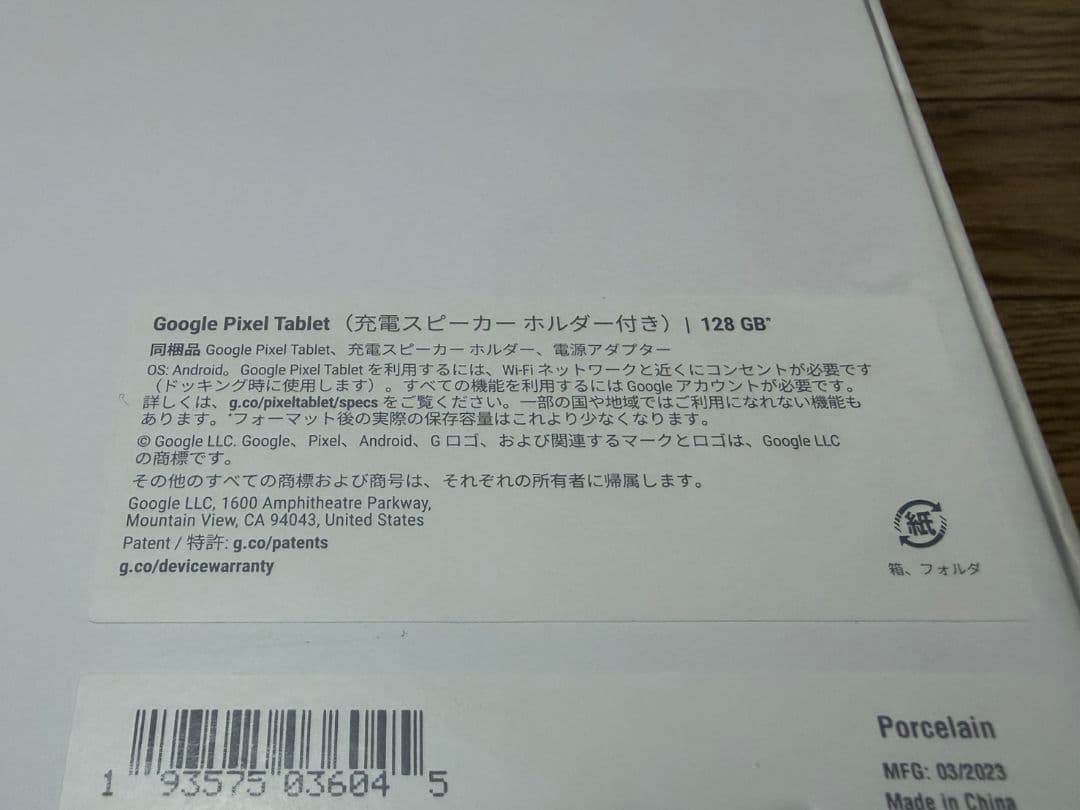 Google Pixel Tablet（充電スピーカー ホルダー付き）| 128 GB*
同梱品 Google Pixel Tablet、充電スピーカー ホルダー、電源アダプター
OS: Android。Google Pixel Tablet を利用するには、Wi-Fi ネットワークと近くにコンセントが必要です
（ドッキング時に使用します）。すべての機能を利用するには Google アカウントが必要です。
詳しくは、g.co/pixeltablet/specs をご覧ください。一部の国や地域ではご利用になれない機能も
あります。*フォーマット後の実際の保存容量はこれより少なくなります。
© Google LLC. Google、Pixel、Android、G ロゴ、および関連するマークとロゴは、Google LLC
の商標です。
その他のすべての商標および商号は、それぞれの所有者に帰属します。
Google LLC, 1600 Amphitheatre Parkway,
Mountain View, CA 94043, United States
Patent / 特許: g.co/patents
g.co/devicewarranty
紙
箱、フォルダ
1 93575 03604 5
Porcelain
MFG: 03/2023
Made in China